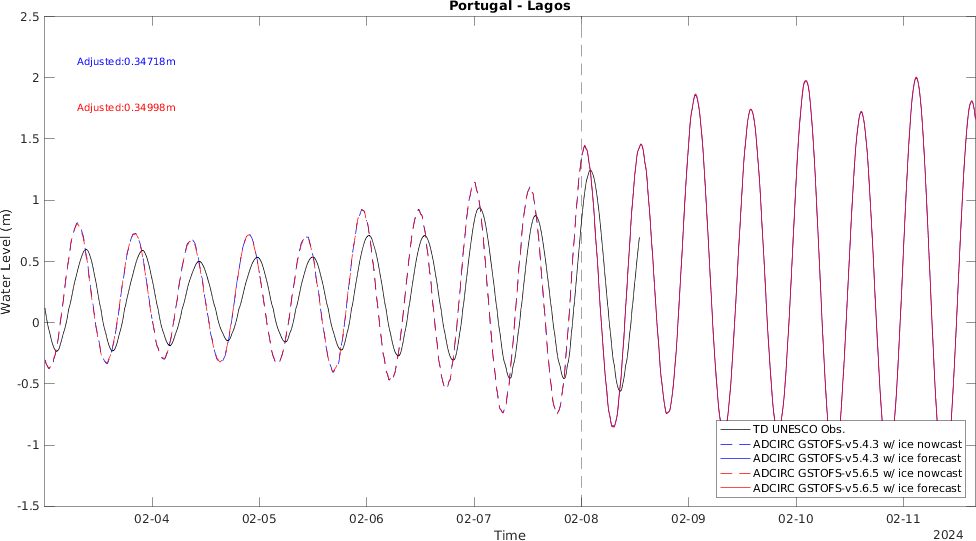 Portugal - Lagos
2.5
2
1.5
1
0.5
0
-0.5
-1
-1.5
Water Level (m)
Adjusted:0.34718m
Adjusted:0.34998m
TD UNESCO Obs.
ADCIRC GSTOFS-v5.4.3 w/ ice nowcast
ADCIRC GSTOFS-v5.4.3 w/ ice forecast
ADCIRC GSTOFS-v5.6.5 w/ ice nowcast
ADCIRC GSTOFS-v5.6.5 w/ ice forecast
02-04 02-05 02-06 02-07 02-08 02-09 02-10 02-11
Time
2024